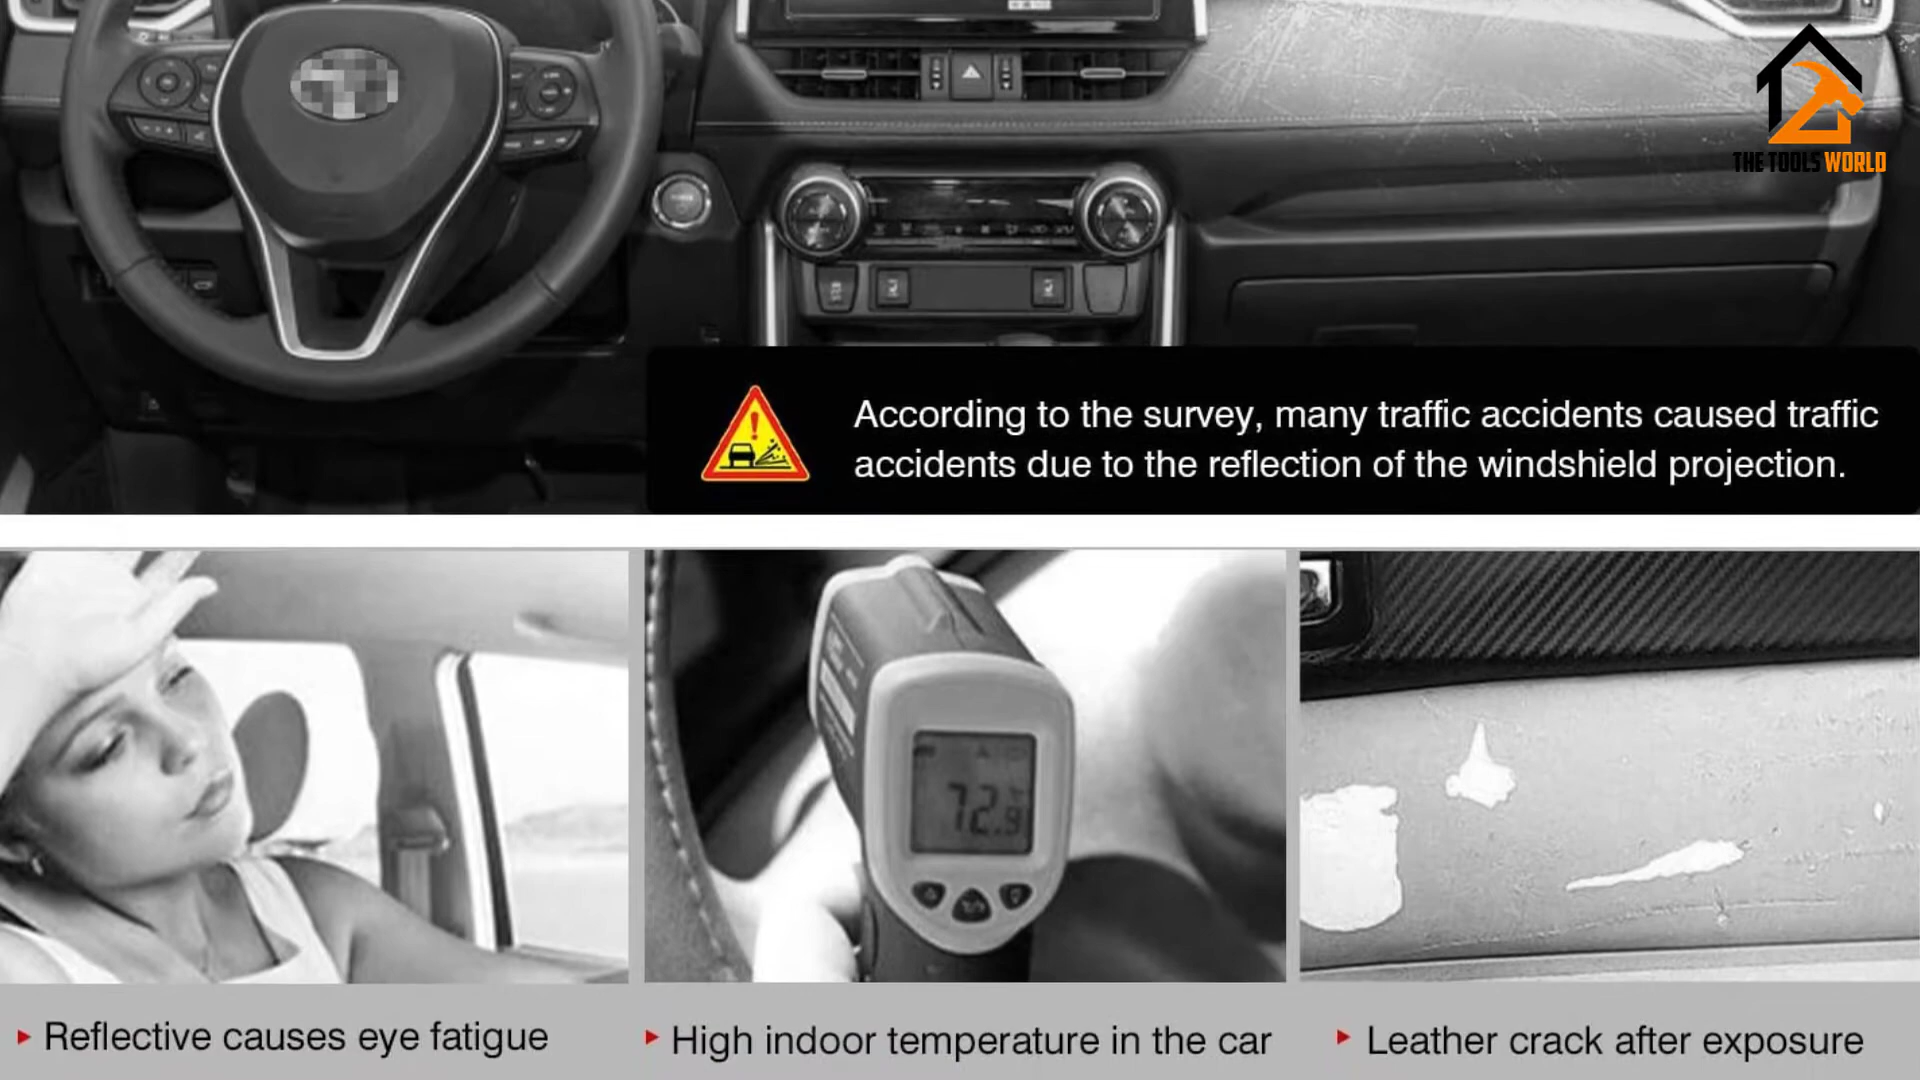 THE TOOLS WORLD
According to the survey, many traffic accidents caused traffic
accidents due to the reflection of the windshield projection.
72.9
Reflective causes eye fatigue
High indoor temperature in the car
Leather crack after exposure